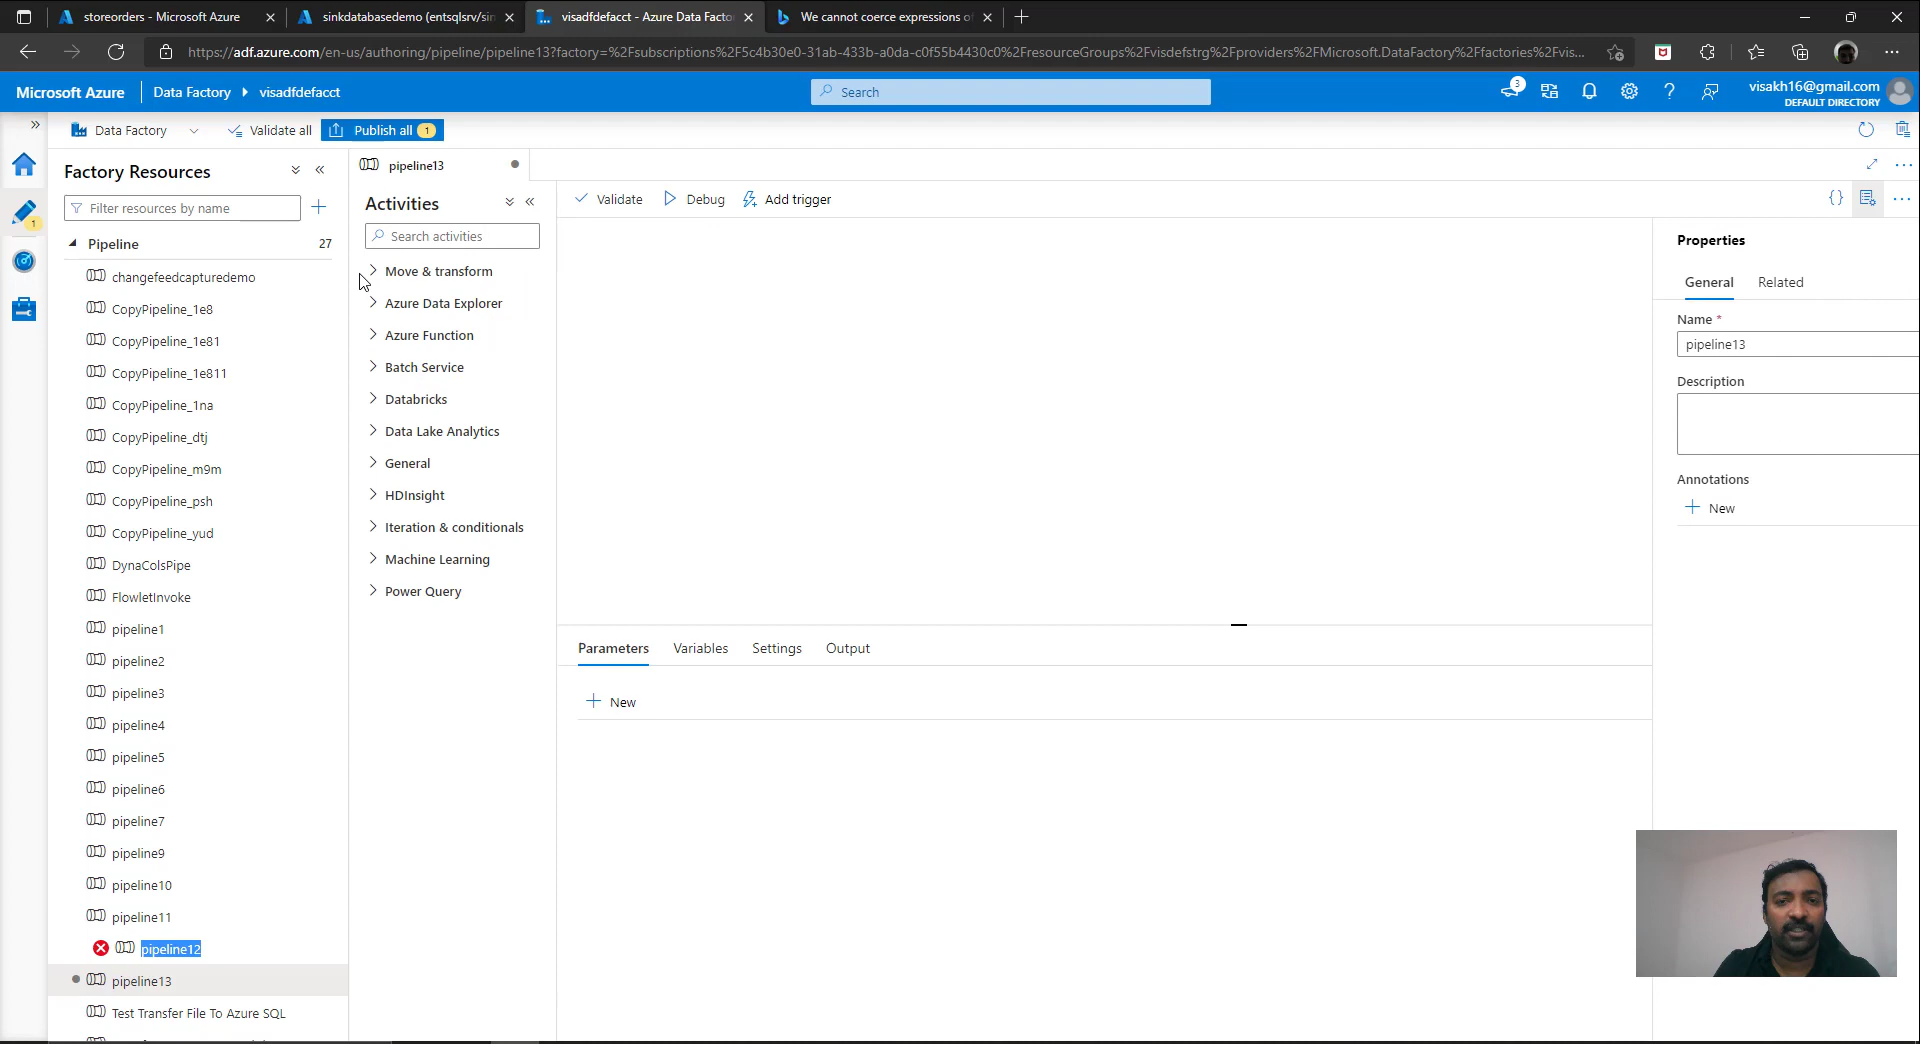 storeorders - Microsoft Azure
sinkdatabasedemo (entsqlsrv/sin
visadfdefacct - Azure Data Facto
We cannot coerce expressions of
https://adf.azure.com/en-us/authoring/pipeline/pipeline13?factory=%2Fsubscriptions%2F5c4b30e0-31ab-433b-a0da-c0f55b4430c0%2FresourceGroups%2Fvisdefstrg%2Fproviders%2FMicrosoft.DataFactory%2Ffactories%2Fvis...
Microsoft Azure
Data Factory
visadfdefacct
Search
3
visakh16@gmail.com
DEFAULT DIRECTORY
Data Factory
Validate all
Publish all
1
Factory Resources
Filter resources by name
1
Pipeline
27
changefeedcapturedemo
CopyPipeline_1e8
CopyPipeline_1e81
CopyPipeline_1e811
CopyPipeline_1na
CopyPipeline_dtj
CopyPipeline_m9m
CopyPipeline_psh
CopyPipeline_yud
DynaColsPipe
FlowletInvoke
pipeline1
pipeline2
pipeline3
pipeline4
pipeline5
pipeline6
pipeline7
pipeline9
pipeline10
pipeline11
pipeline12
pipeline13
Test Transfer File To Azure SQL
pipeline13
Activities
Search activities
Move & transform
Azure Data Explorer
Azure Function
Batch Service
Databricks
Data Lake Analytics
General
HDInsight
Iteration & conditionals
Machine Learning
Power Query
Validate
Debug
Add trigger
Parameters
Variables
Settings
Output
New
Properties
General
Related
Name *
pipeline13
Description
Annotations
New